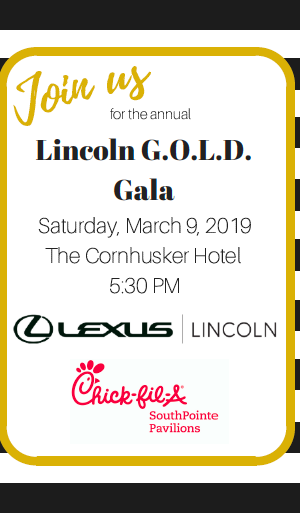 Join us
for the annual
Lincoln G.O.L.D.
Gala
Saturday, March 9, 2019
The Cornhusker Hotel
5:30 PM
LEXUS | LINCOLN
Chick-fil-A
SouthPointe
Pavilions